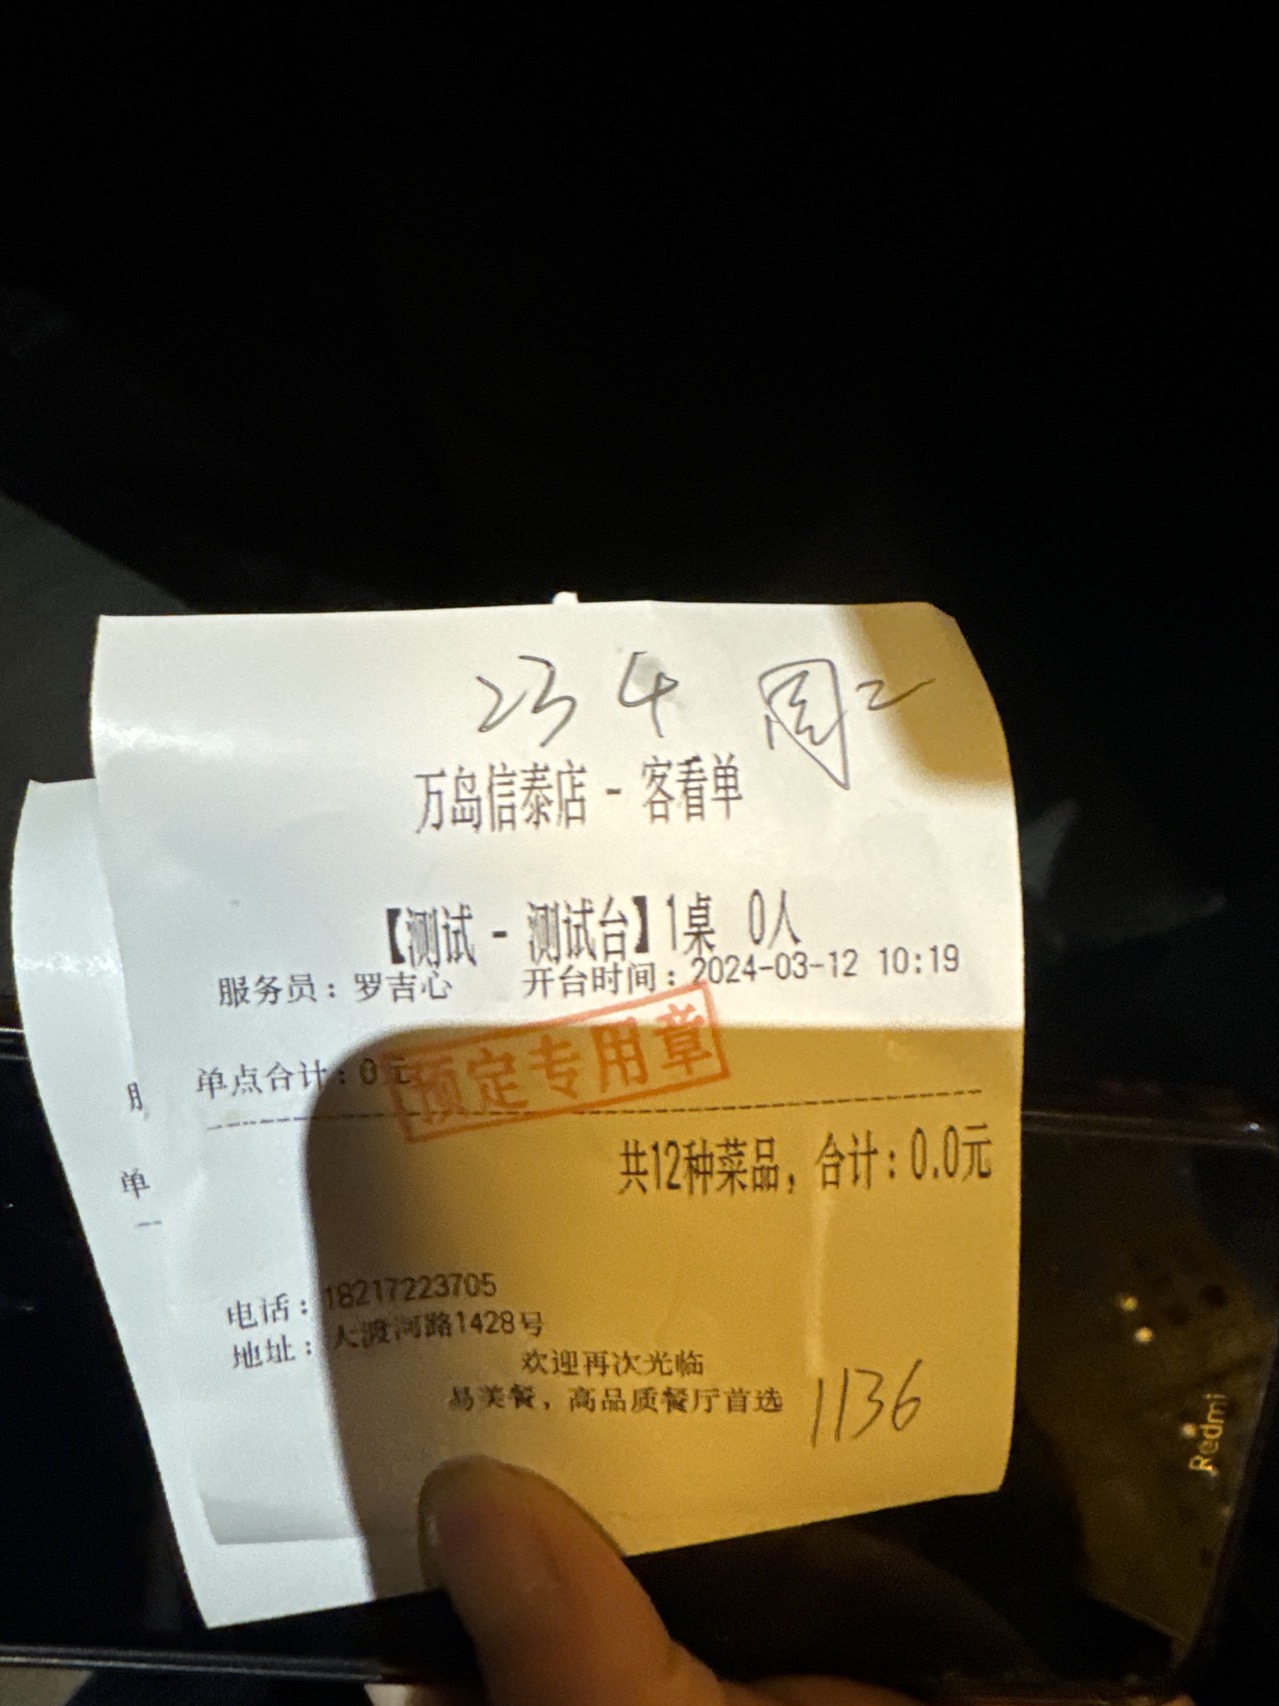 234 周二
万岛信泰店 - 客看单
【测试 - 测试台】1桌 0人
服务员：罗吉心 开台时间：2024-03-12 10:19
单点合计：0元
预定专用章
共12种菜品，合计：0.0元
电话：18217223705
地址：大渡河路1428号
欢迎再次光临
易美餐，高品质餐厅首选
1136
单
Redmi